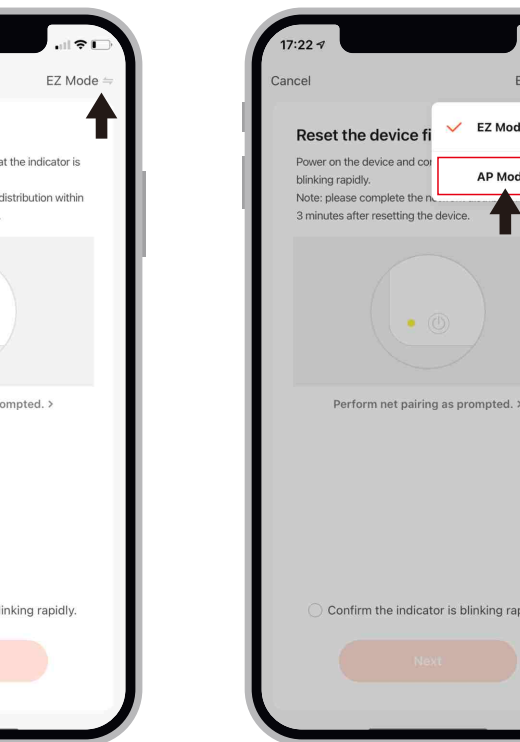 EZ Mode
at the indicator is
distribution within
ompted. >
linking rapidly.
17:22
Cancel
E
Reset the device fi
EZ Mod
AP Mod
Power on the device and con
blinking rapidly.
Note: please complete the n
3 minutes after resetting the device.
Perform net pairing as prompted. >
Confirm the indicator is blinking rap
Next